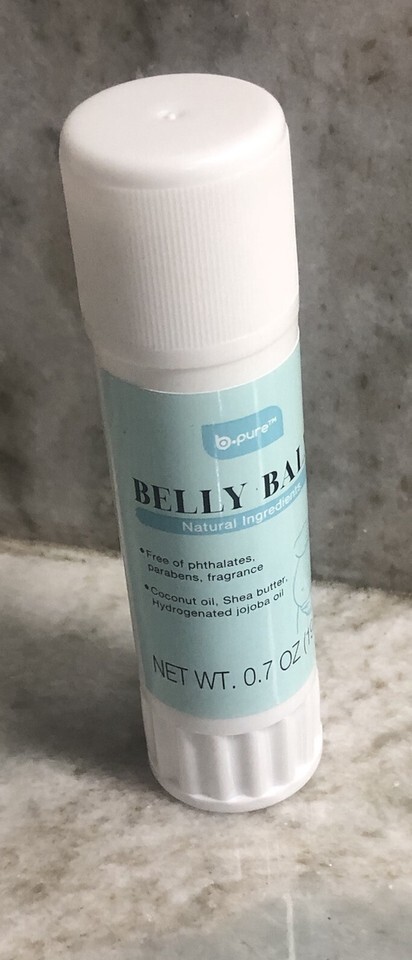 b·pure™
BELLY BAL
Natural Ingredients
• Free of phthalates,
parabens, fragrance
• Coconut oil, Shea butter,
Hydrogenated jojoba oil
NET WT. 0.7 OZ (19